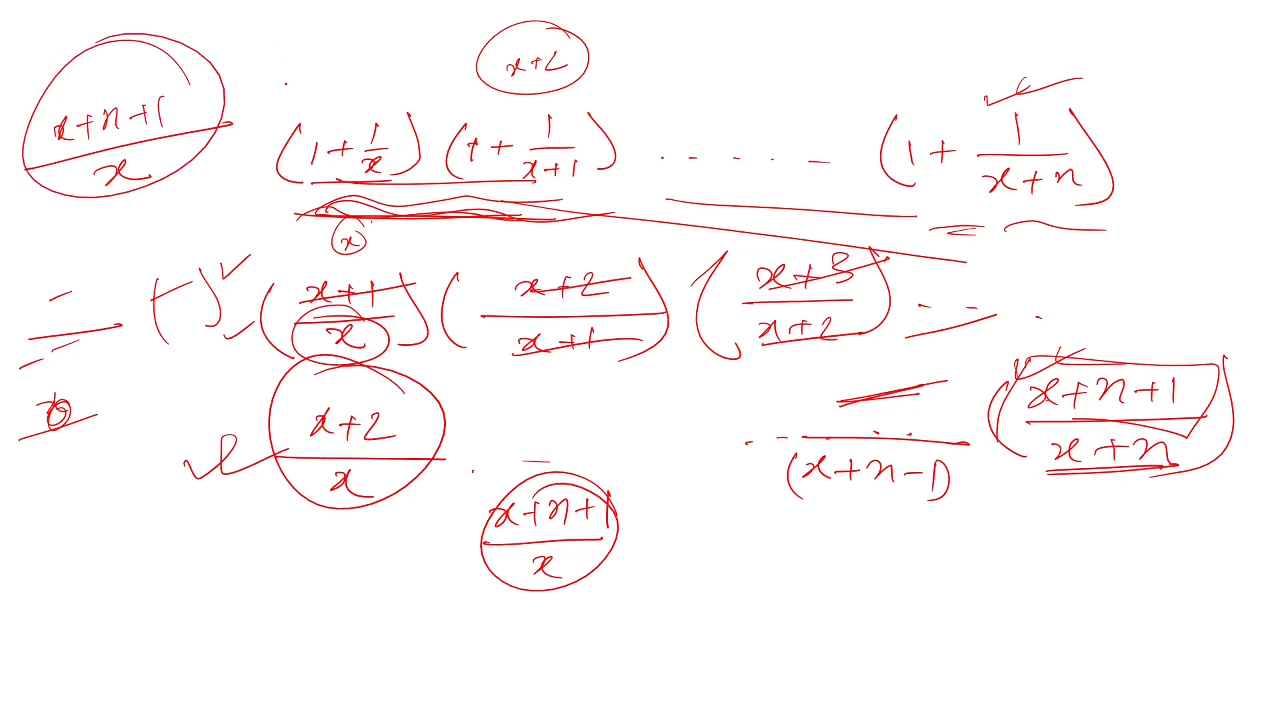 x+2
x+n+1
x
(1 + 1/x) (1 + 1/(x+1)) ..... – (1 + 1/(x+n))
x
= ( ) ((x+1)/x) ((x+2)/(x+1)) ((x+3)/(x+2)) .....
(x+2)/x
.... (x+n-1) ((x+n+1)/(x+n))
(x+n+1)/x